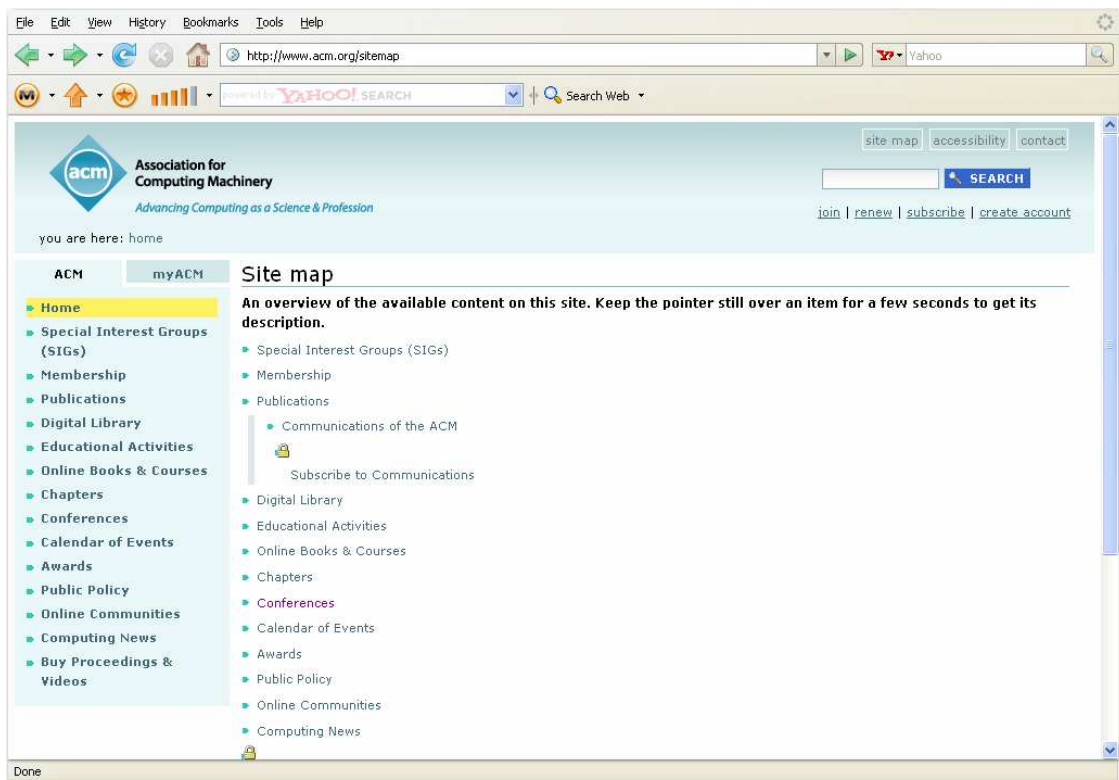 File Edit View History Bookmarks Tools Help
http://www.acm.org/sitemap
Y! Yahoo
M
powered by YAHOO! SEARCH
Search Web
site map accessibility contact
acm
Association for
Computing Machinery
Advancing Computing as a Science & Profession
SEARCH
join | renew | subscribe | create account
you are here: home
ACM myACM
Home
Special Interest Groups
(SIGs)
Membership
Publications
Digital Library
Educational Activities
Online Books & Courses
Chapters
Conferences
Calendar of Events
Awards
Public Policy
Online Communities
Computing News
Buy Proceedings &
Videos
Site map
An overview of the available content on this site. Keep the pointer still over an item for a few seconds to get its
description.
Special Interest Groups (SIGs)
Membership
Publications
Communications of the ACM
Subscribe to Communications
Digital Library
Educational Activities
Online Books & Courses
Chapters
Conferences
Calendar of Events
Awards
Public Policy
Online Communities
Computing News
Done